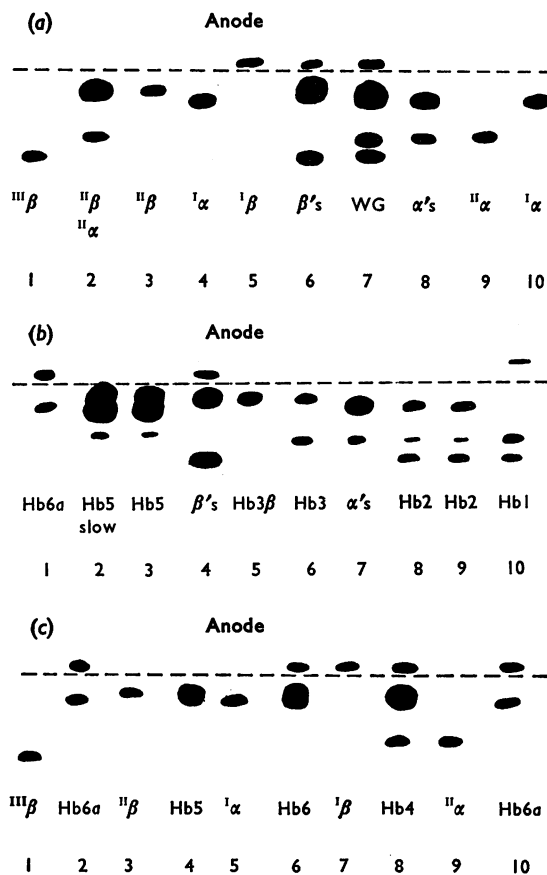 (a)
Anode
ᴵᴵᴵβ ᴵᴵβ ᴵᴵβ ᴵα ᴵβ β's WG α's ᴵᴵα ᴵα
ᴵᴵα
1 2 3 4 5 6 7 8 9 10
(b)
Anode
Hb6a Hb5 Hb5 β's Hb3β Hb3 α's Hb2 Hb2 Hb1
slow
1 2 3 4 5 6 7 8 9 10
(c)
Anode
ᴵᴵᴵβ Hb6a ᴵᴵβ Hb5 ᴵα Hb6 ᴵβ Hb4 ᴵᴵα Hb6a
1 2 3 4 5 6 7 8 9 10